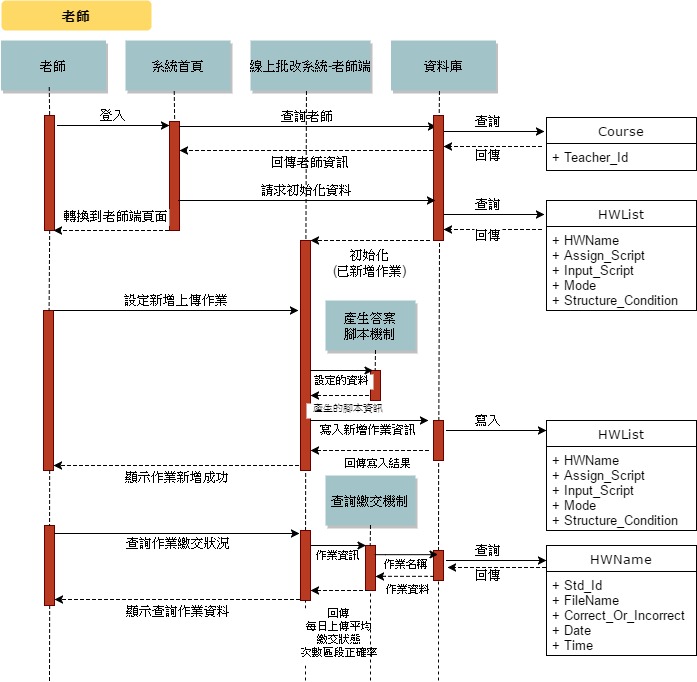 老師
老師
系統首頁
線上批改系統-老師端
資料庫
登入
查詢老師
查詢
Course
+ Teacher_Id
回傳
回傳老師資訊
請求初始化資料
查詢
HWList
+ HWName
+ Assign_Script
+ Input_Script
+ Mode
+ Structure_Condition
轉換到老師端頁面
回傳
初始化
(已新增作業)
設定新增上傳作業
產生答案
腳本機制
設定的資料
產生的腳本資訊
寫入新增作業資訊
寫入
HWList
+ HWName
+ Assign_Script
+ Input_Script
+ Mode
+ Structure_Condition
回傳寫入結果
顯示作業新增成功
查詢繳交機制
查詢作業繳交狀況
作業資訊
作業名稱
查詢
HWName
+ Std_Id
+ FileName
+ Correct_Or_Incorrect
+ Date
+ Time
回傳
作業資料
顯示查詢作業資料
回傳
每日上傳平均
繳交狀態
次數區段正確率